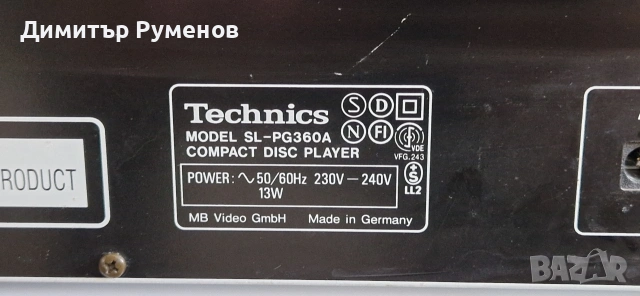 Димитър Руменов
Technics
MODEL SL-PG360A
COMPACT DISC PLAYER
S D
N FI
VDE
VFG.243
S
LL2
POWER: ∿50/60Hz 230V—240V
13W
MB Video GmbH Made in Germany
RODUCT
BAZAR